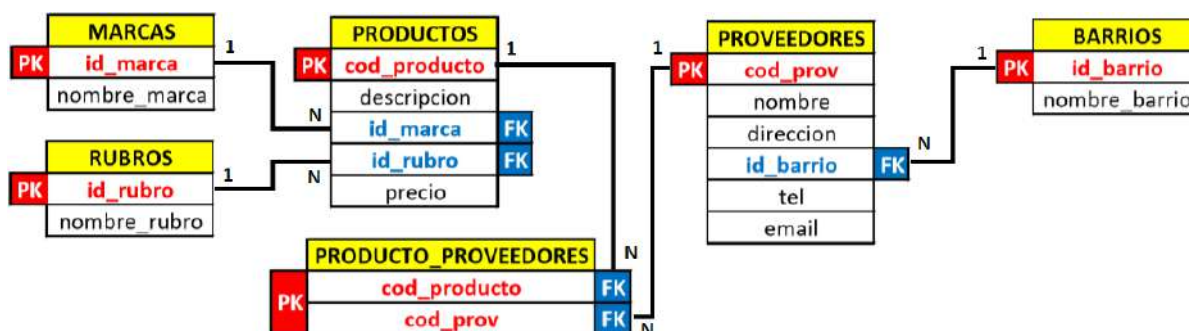 MARCAS
PK id_marca
nombre_marca
1
N
RUBROS
PK id_rubro
nombre_rubro
1
N
PRODUCTOS
PK cod_producto
descripcion
id_marca FK
id_rubro FK
precio
1
N
PRODUCTO_PROVEEDORES
PK
cod_producto FK
cod_prov FK
N
1
PROVEEDORES
PK cod_prov
nombre
direccion
id_barrio FK
tel
email
N
1
BARRIOS
PK id_barrio
nombre_barrio